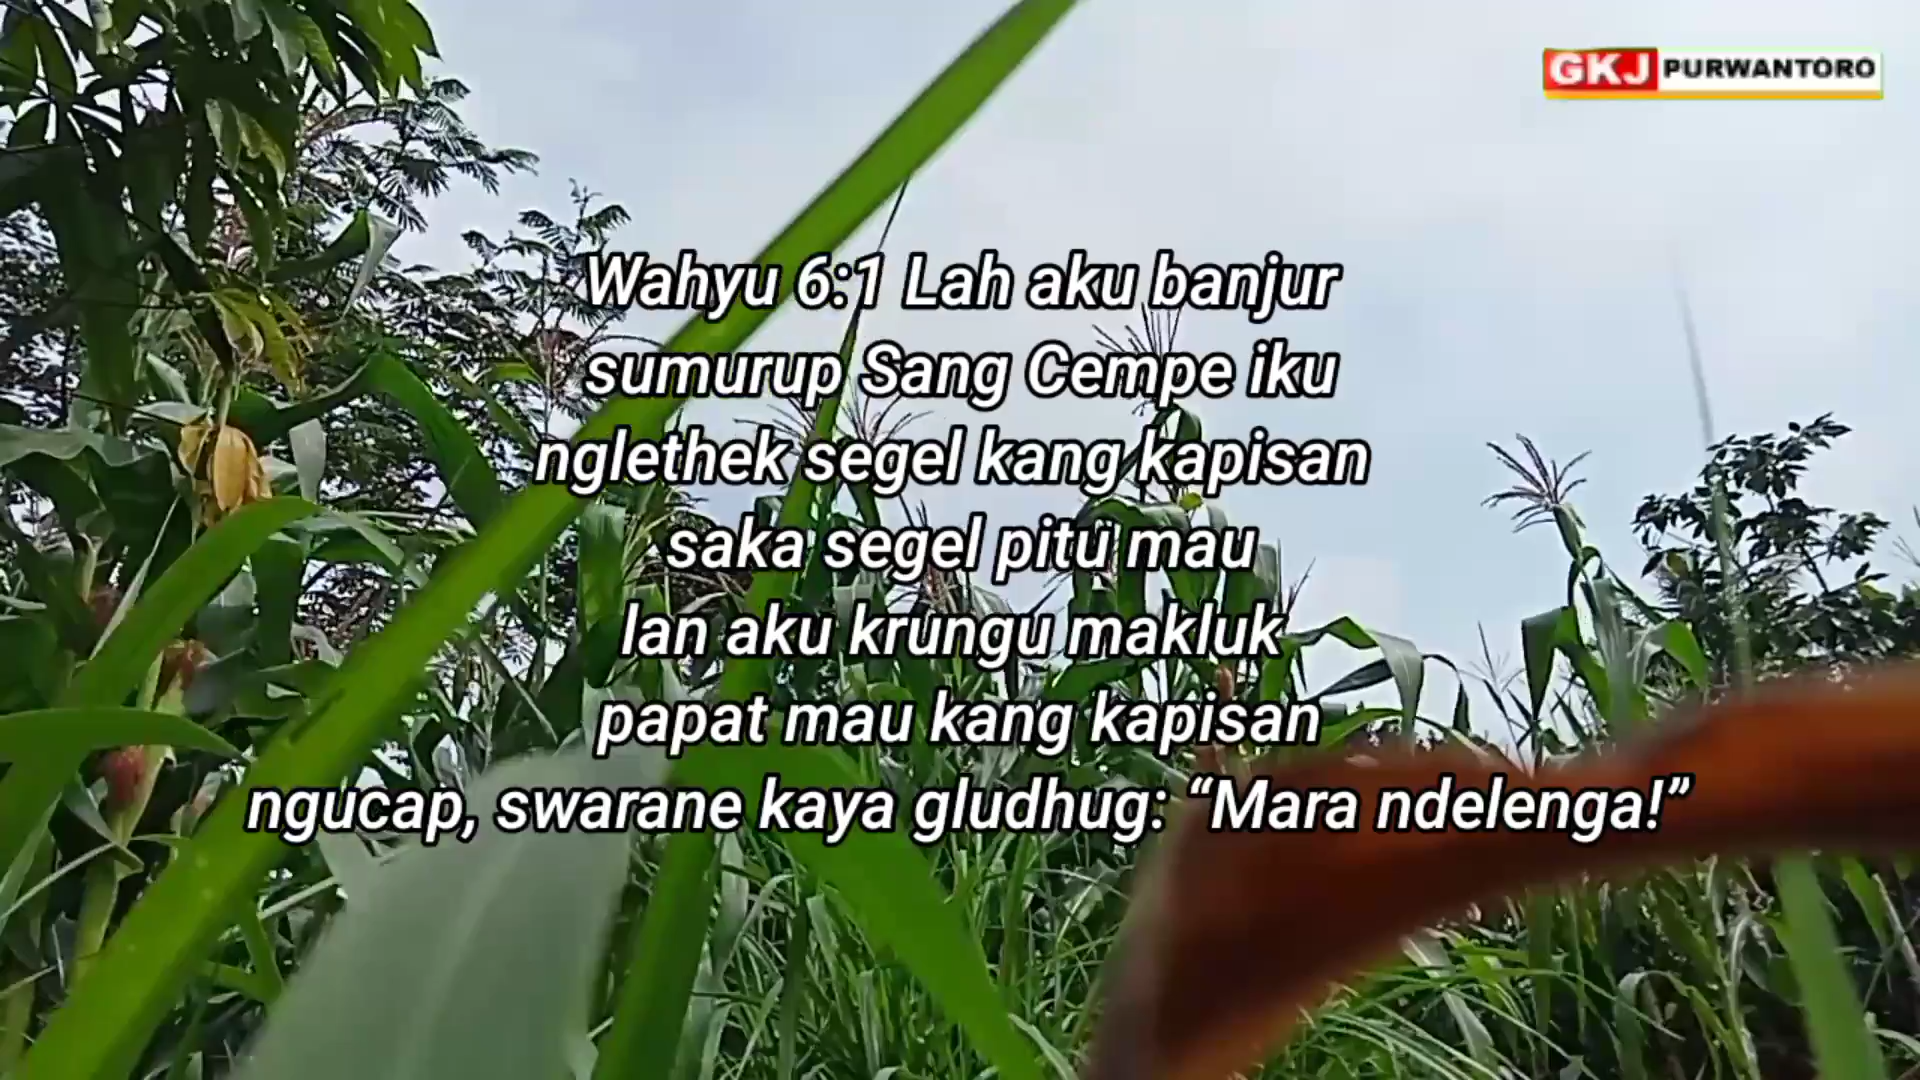 GKJ PURWANTORO
Wahyu 6:1 Lah aku banjur
sumurup Sang Cempe iku
nglethek segel kang kapisan
saka segel pitu mau
lan aku krungu makluk
papat mau kang kapisan
ngucap, swarane kaya gludhug: “Mara ndelenga!”